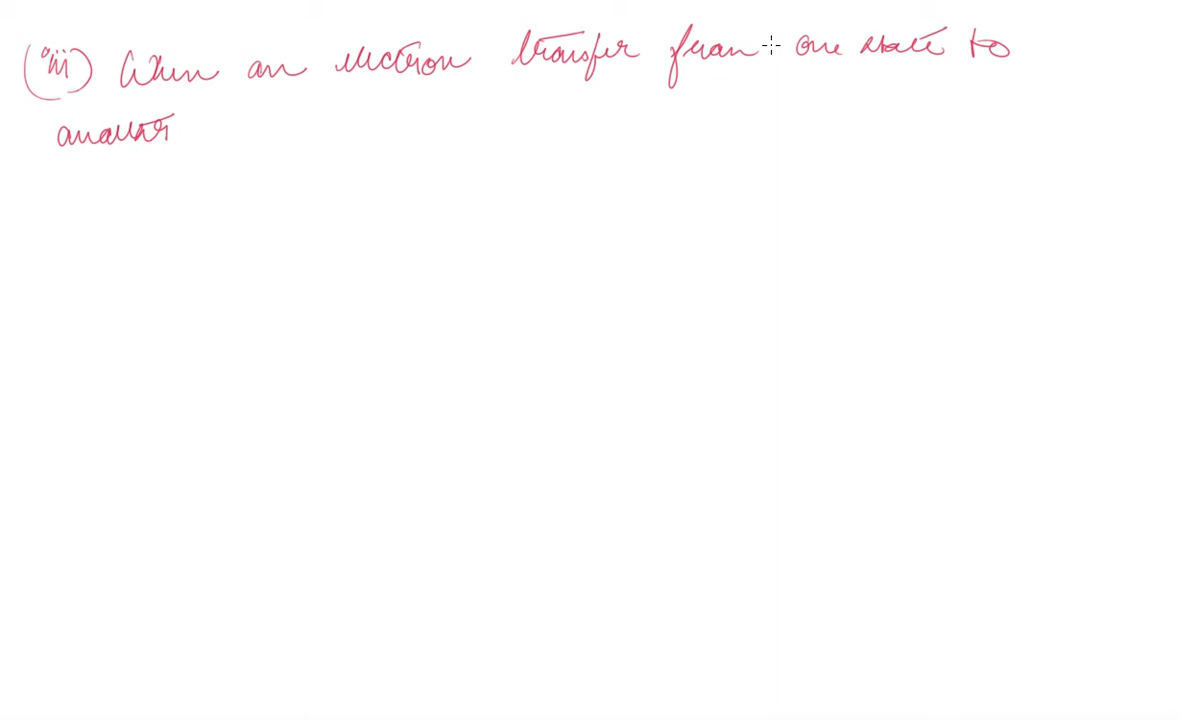 (iii) When an electron transfer from one state to
another